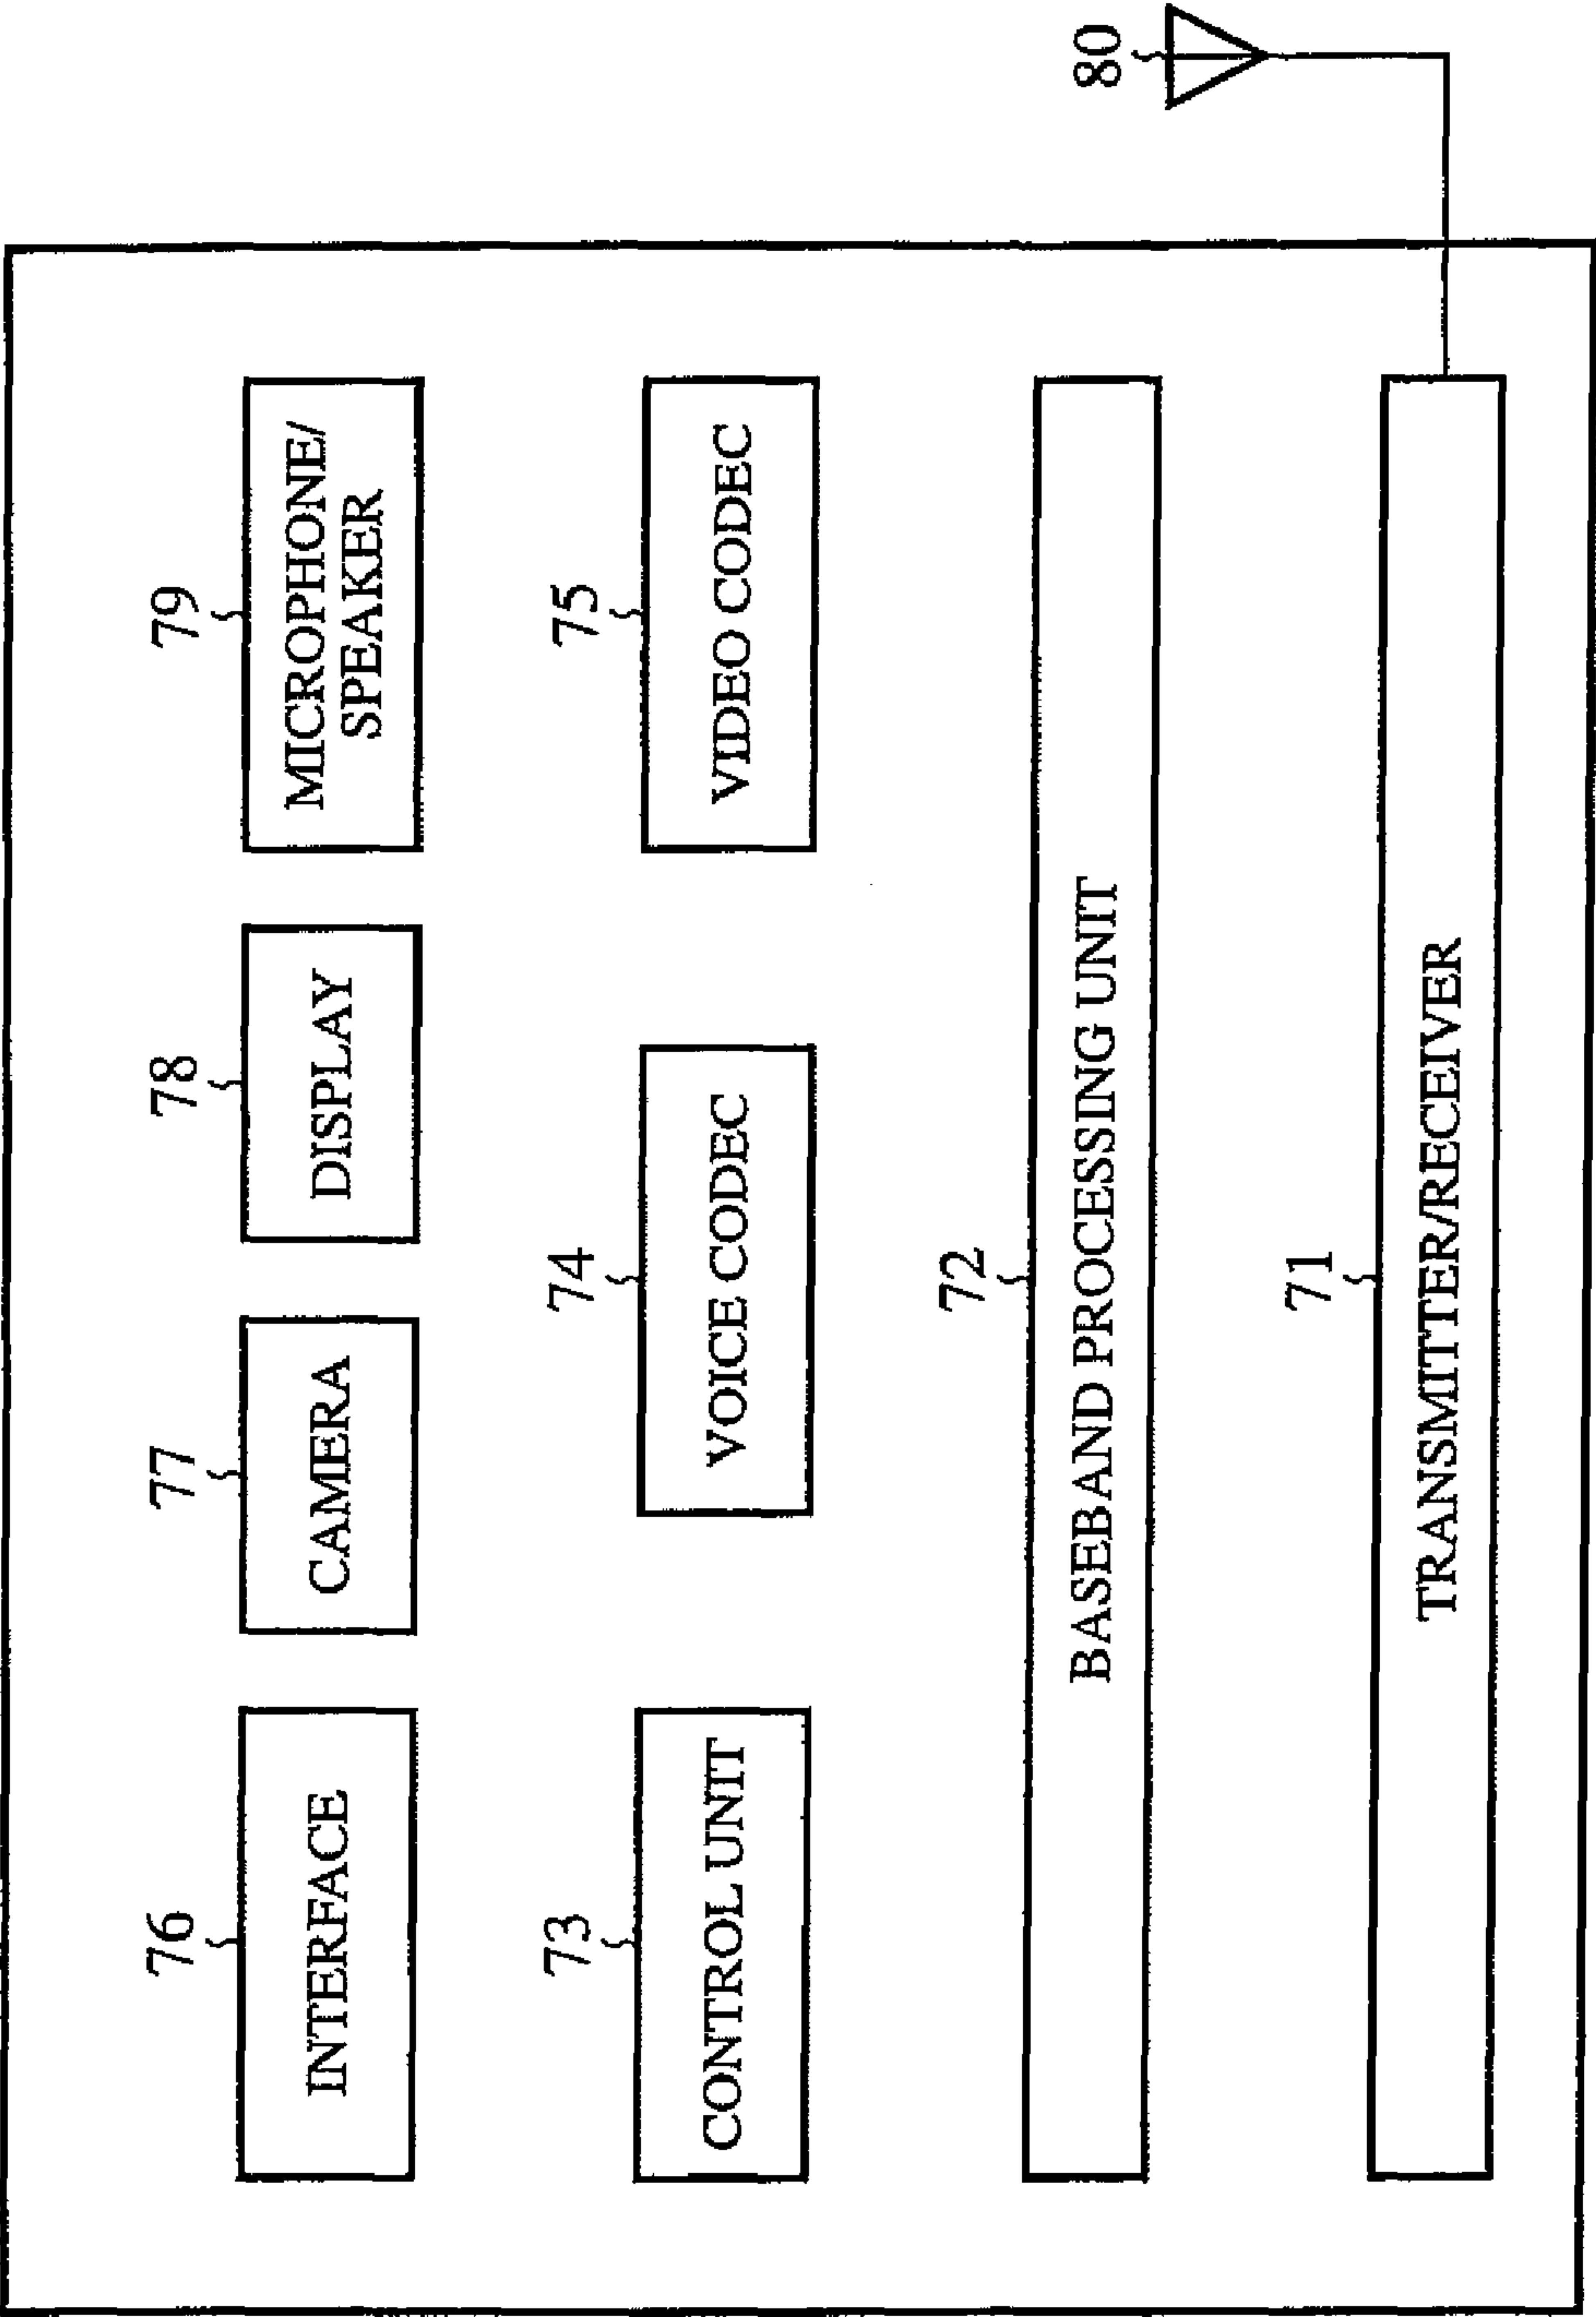 76
INTERFACE
77
CAMERA
78
DISPLAY
79
MICROPHONE/
SPEAKER
73
CONTROL UNIT
74
VOICE CODEC
75
VIDEO CODEC
72
BASEBAND PROCESSING UNIT
80
71
TRANSMITTER/RECEIVER